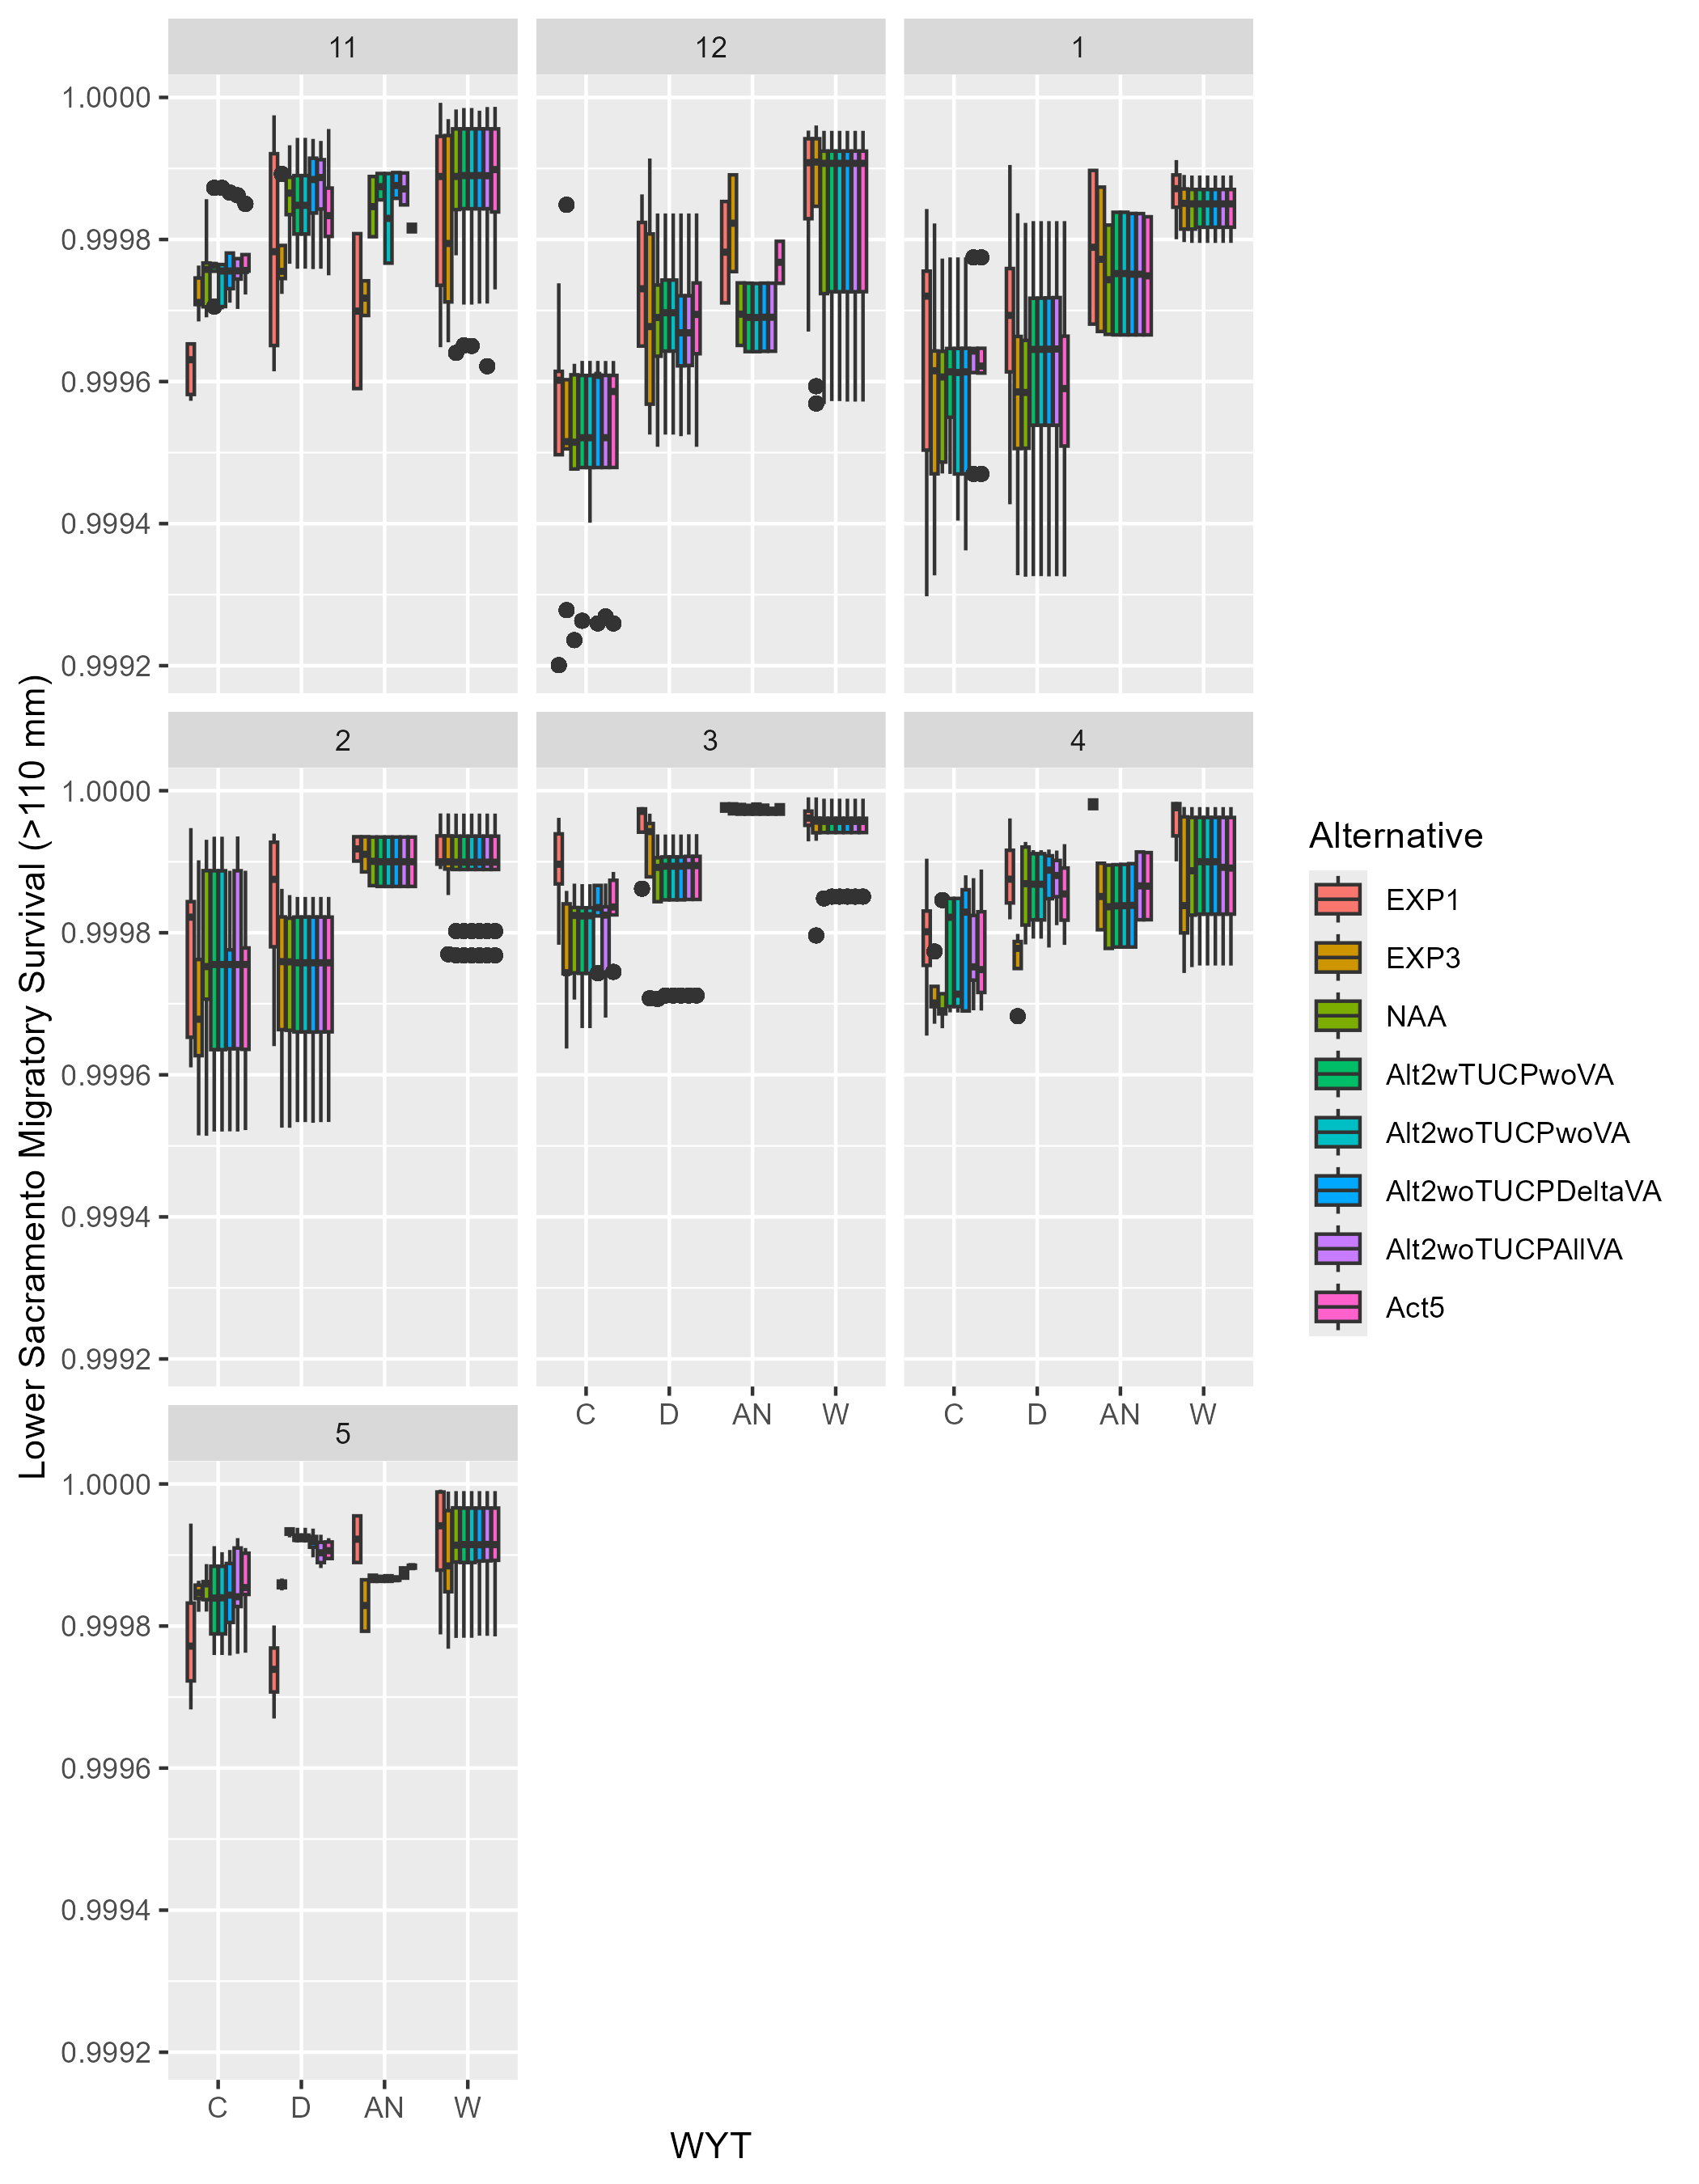 11 12 1
1.0000
0.9998
0.9996
0.9994
0.9992
2 3 4
1.0000
0.9998
0.9996
0.9994
0.9992
C D AN W C D AN W
5
1.0000
0.9998
0.9996
0.9994
0.9992
C D AN W
WYT
Lower Sacramento Migratory Survival (>110 mm)
Alternative
EXP1
EXP3
NAA
Alt2wTUCPwoVA
Alt2woTUCPwoVA
Alt2woTUCPDeltaVA
Alt2woTUCPAllVA
Act5